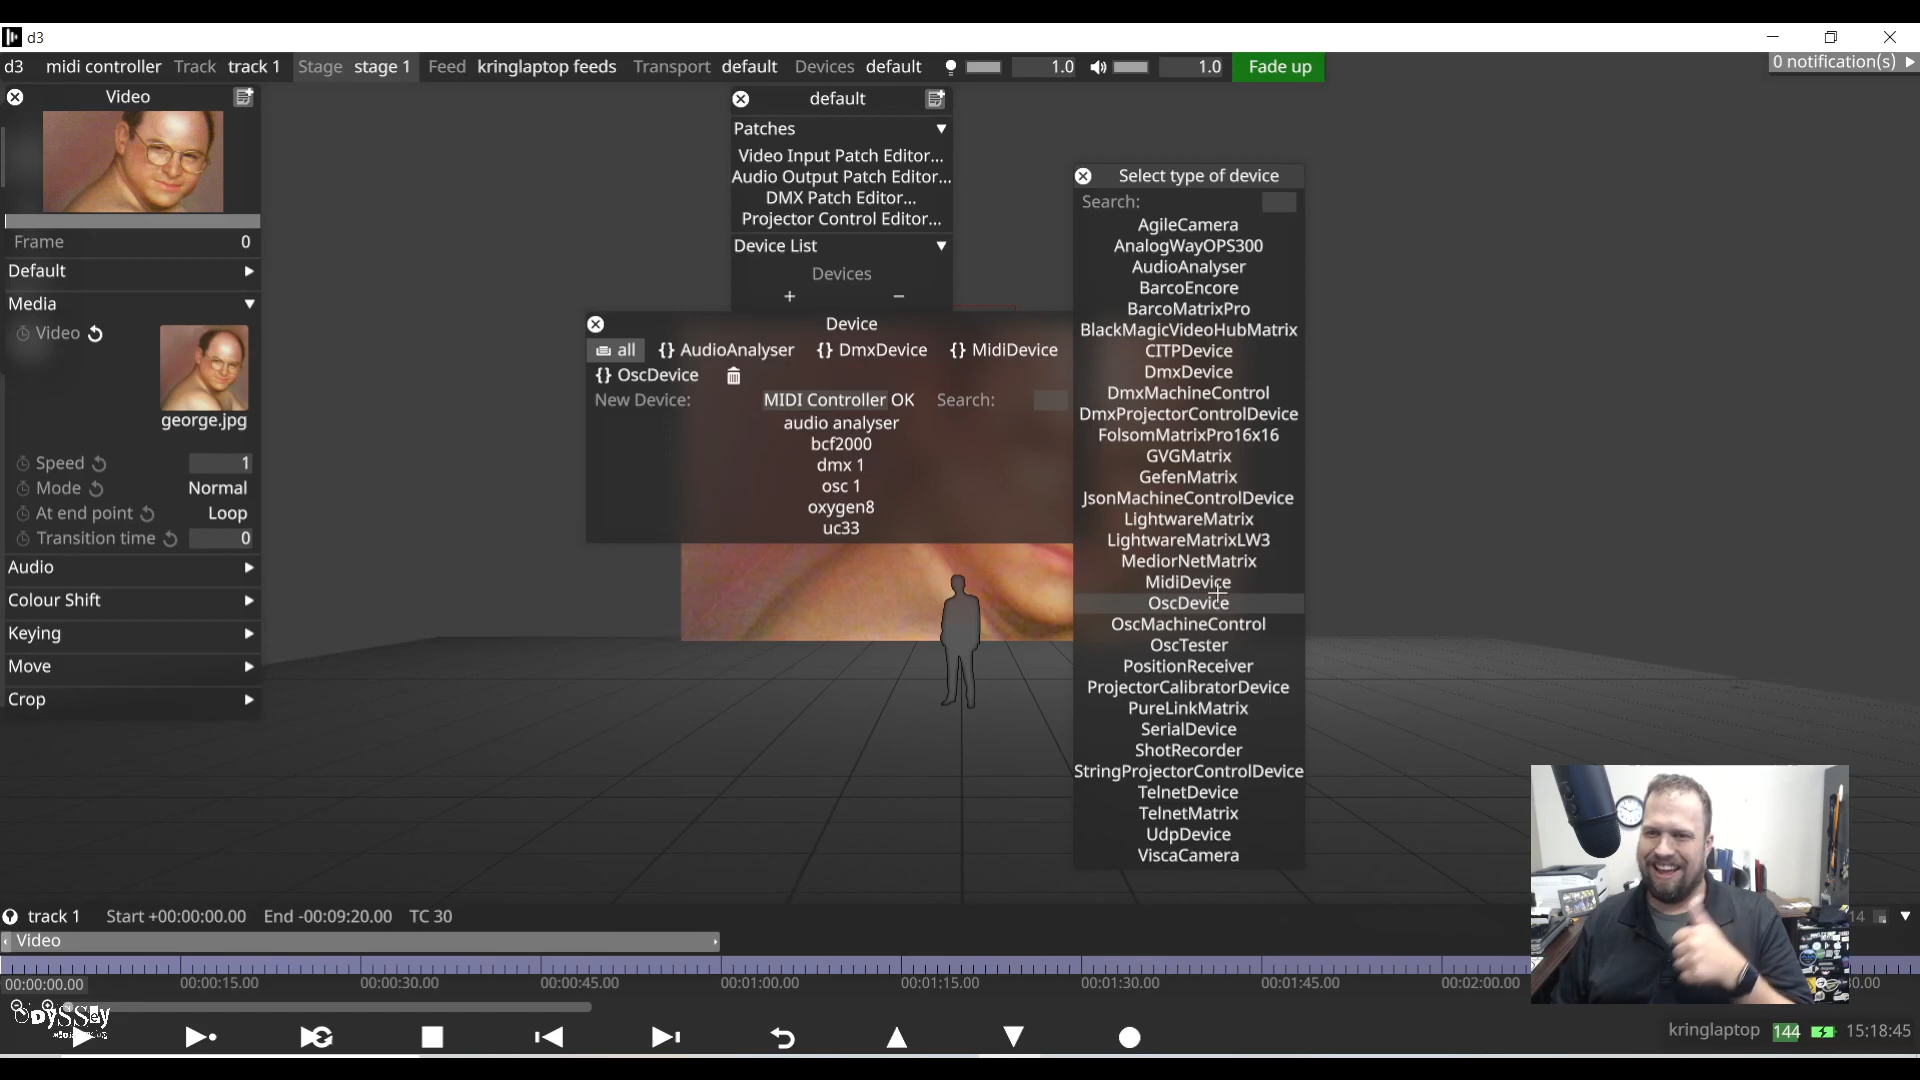 d3
d3 midi controller Track track 1 Stage stage 1 Feed kringlaptop feeds Transport default Devices default 1.0 1.0 Fade up 0 notification(s)
Video
Frame 0
Default
Media
Video
george.jpg
Speed 1
Mode Normal
At end point Loop
Transition time 0
Audio
Colour Shift
Keying
Move
Crop
default
Patches
Video Input Patch Editor...
Audio Output Patch Editor...
DMX Patch Editor...
Projector Control Editor...
Device List
Devices
+ −
Device
all {} AudioAnalyser {} DmxDevice {} MidiDevice
{} OscDevice
New Device: MIDI Controller OK Search:
audio analyser
bcf2000
dmx 1
osc 1
oxygen8
uc33
Select type of device
Search:
AgileCamera
AnalogWayOPS300
AudioAnalyser
BarcoEncore
BarcoMatrixPro
BlackMagicVideoHubMatrix
CITPDevice
DmxDevice
DmxMachineControl
DmxProjectorControlDevice
FolsomMatrixPro16x16
GVGMatrix
GefenMatrix
JsonMachineControlDevice
LightwareMatrix
LightwareMatrixLW3
MediorNetMatrix
MidiDevice
OscDevice
OscMachineControl
OscTester
PositionReceiver
ProjectorCalibratorDevice
PureLinkMatrix
SerialDevice
ShotRecorder
StringProjectorControlDevice
TelnetDevice
TelnetMatrix
UdpDevice
ViscaCamera
track 1 Start +00:00:00.00 End -00:09:20.00 TC 30 14
Video
00:00:00.00 00:00:15.00 00:00:30.00 00:00:45.00 00:01:00.00 00:01:15.00 00:01:30.00 00:01:45.00 00:02:00.00
Odyssey
kringlaptop 144 15:18:45